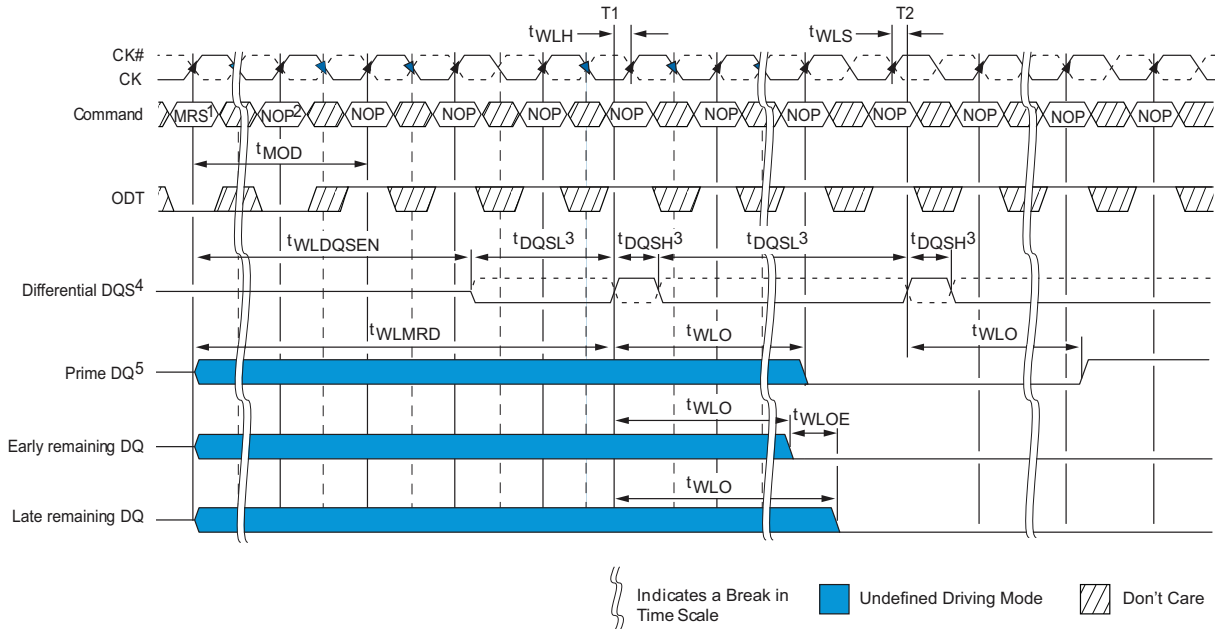 T1 T2
tWLH tWLS
CK#
CK
Command MRS1 NOP2 NOP NOP NOP NOP NOP NOP NOP NOP NOP NOP
tMOD
ODT
tWLDQSEN tDQSL3 tDQSH3 tDQSL3 tDQSH3
Differential DQS4
tWLMRD tWLO tWLO
Prime DQ5
tWLO tWLOE
Early remaining DQ
tWLO
Late remaining DQ
Indicates a Break in
Time Scale
Undefined Driving Mode
Don't Care